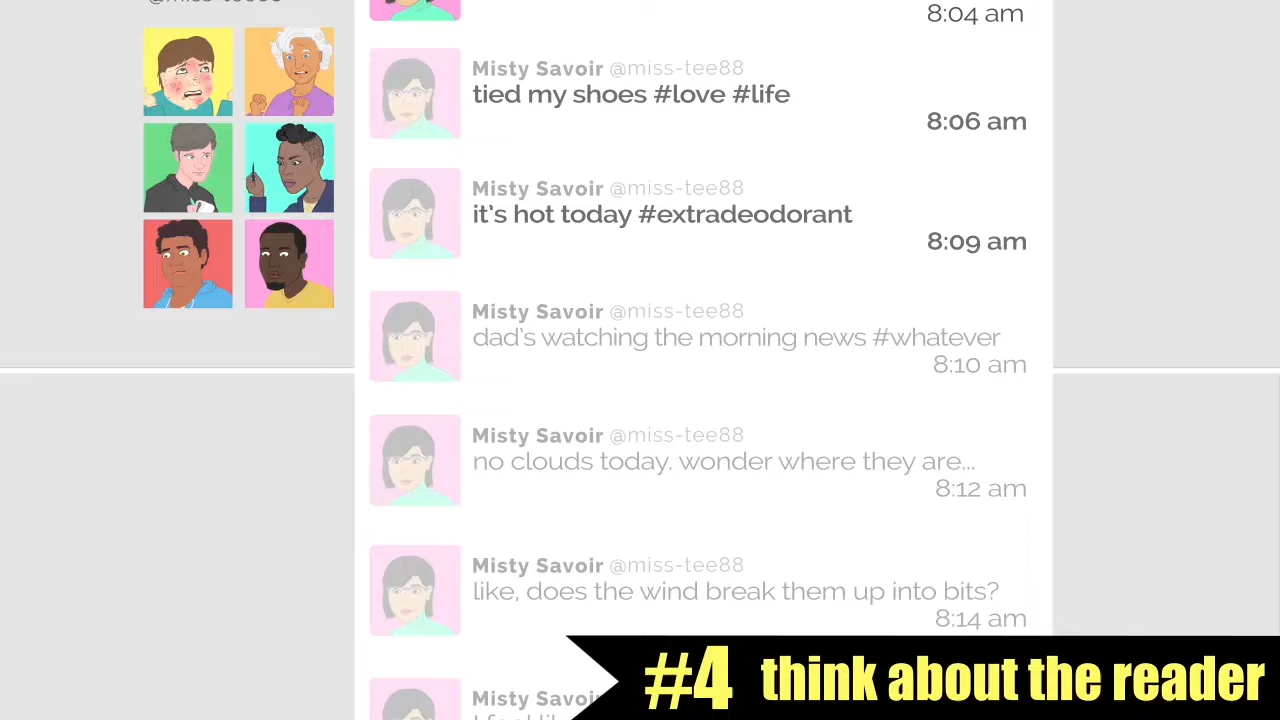 8:04 am
Misty Savoir @miss-tee88
tied my shoes #love #life
8:06 am
Misty Savoir @miss-tee88
it's hot today #extradeodorant
8:09 am
Misty Savoir @miss-tee88
dad's watching the morning news #whatever
8:10 am
Misty Savoir @miss-tee88
no clouds today. wonder where they are...
8:12 am
Misty Savoir @miss-tee88
like, does the wind break them up into bits?
8:14 am
Misty
#4 think about the reader